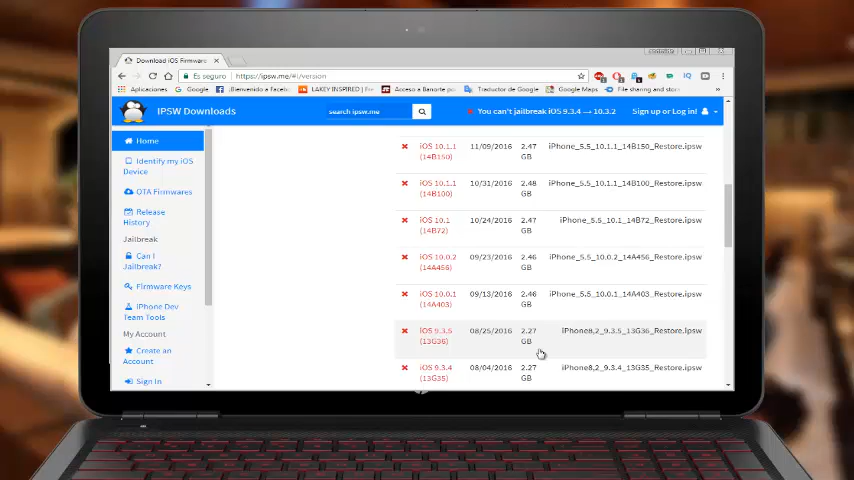 Download iOS Firmware
Es seguro | https://ipsw.me/#!/version
Aplicaciones G Google ¡Bienvenido a Facebo LAKEY INSPIRED | Free Acceso a Banorte po Traductor de Google Google Maps File sharing and stora
IPSW Downloads search ipsw.me You can't jailbreak iOS 9.3.4 — 10.3.2 Sign up or Log in!
Home
Identify my iOS
Device
OTA Firmwares
Release
History
Jailbreak
Can I
Jailbreak?
Firmware Keys
iPhone Dev
Team Tools
My Account
Create an
Account
Sign In
iOS 10.1.1 11/09/2016 2.47 iPhone_5.5_10.1.1_14B150_Restore.ipsw
(14B150) GB
iOS 10.1.1 10/31/2016 2.48 iPhone_5.5_10.1.1_14B100_Restore.ipsw
(14B100) GB
iOS 10.1 10/24/2016 2.47 iPhone_5.5_10.1_14B72_Restore.ipsw
(14B72) GB
iOS 10.0.2 09/23/2016 2.46 iPhone_5.5_10.0.2_14A456_Restore.ipsw
(14A456) GB
iOS 10.0.1 09/13/2016 2.46 iPhone_5.5_10.0.1_14A403_Restore.ipsw
(14A403) GB
iOS 9.3.5 08/25/2016 2.27 iPhone8,2_9.3.5_13G36_Restore.ipsw
(13G36) GB
iOS 9.3.4 08/04/2016 2.27 iPhone8,2_9.3.4_13G35_Restore.ipsw
(13G35) GB